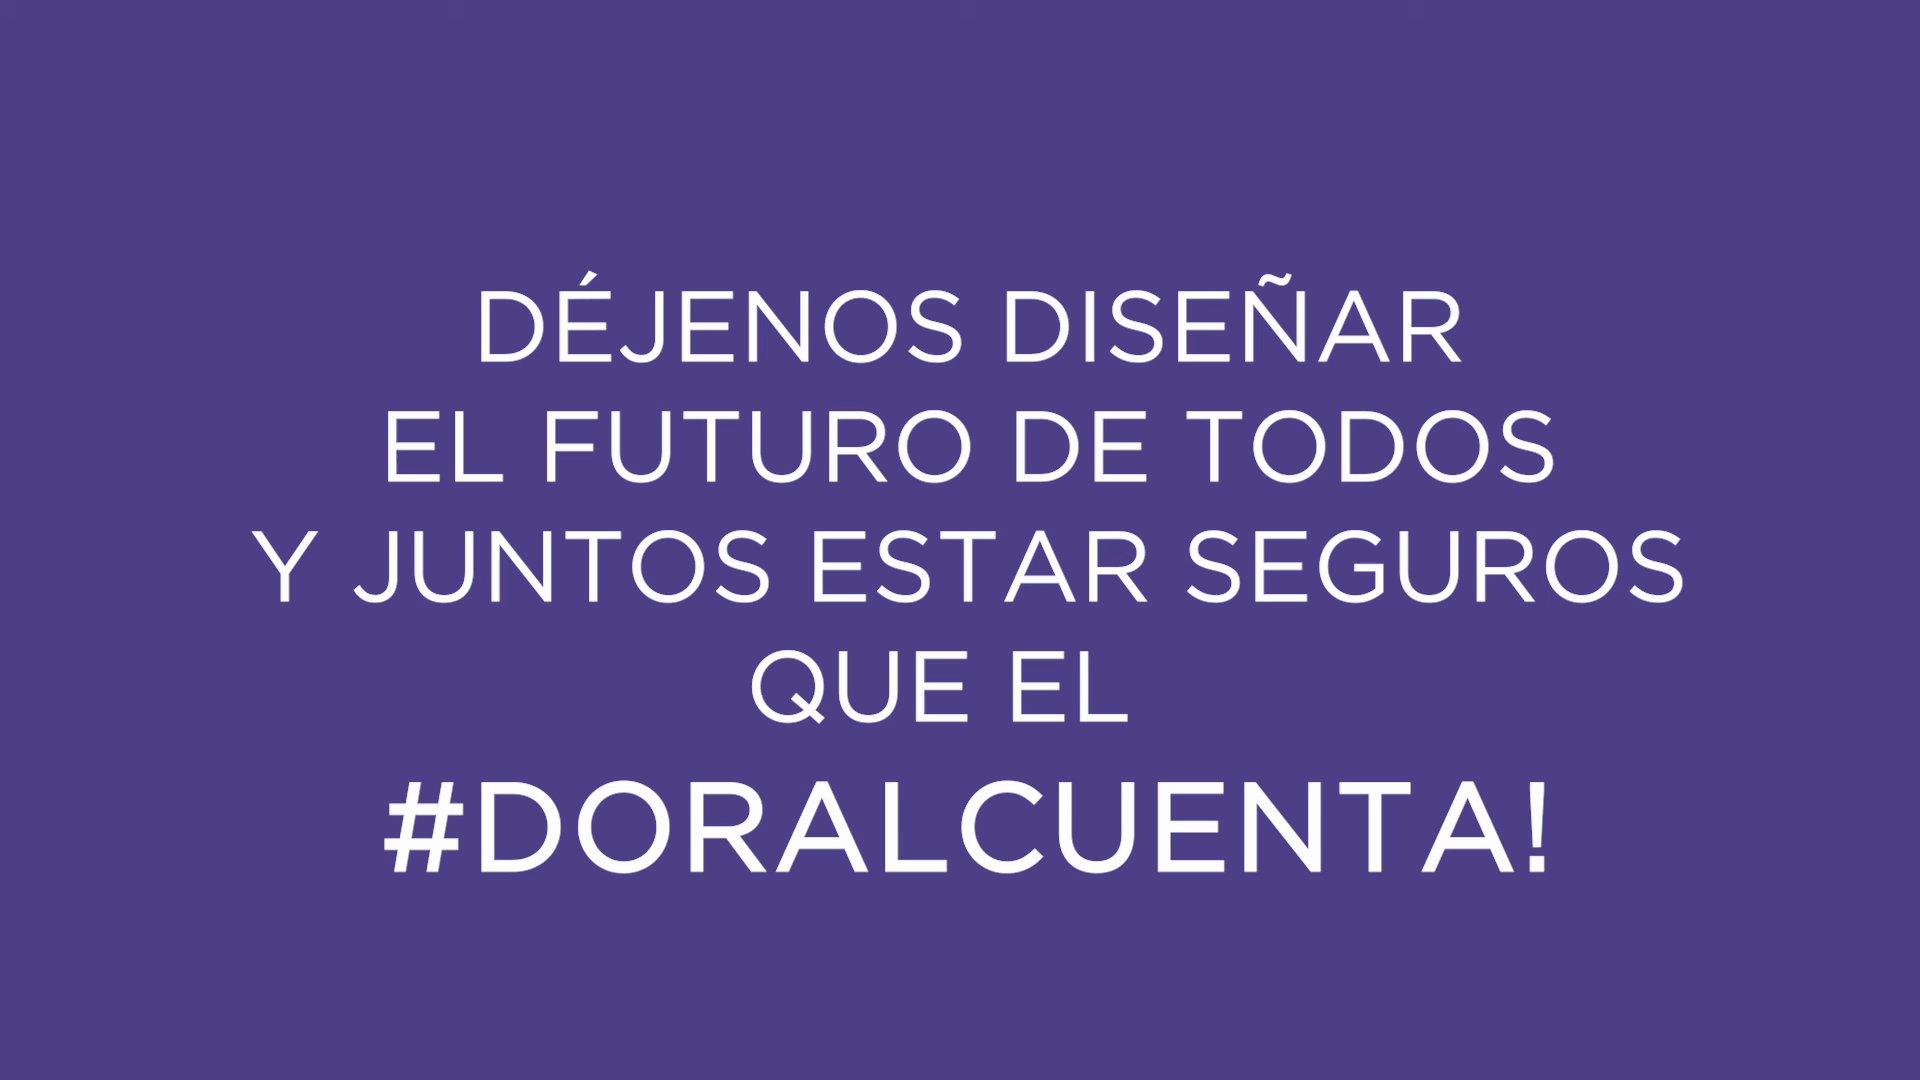 DÉJENOS DISEÑAR
EL FUTURO DE TODOS
Y JUNTOS ESTAR SEGUROS
QUE EL
#DORALCUENTA!